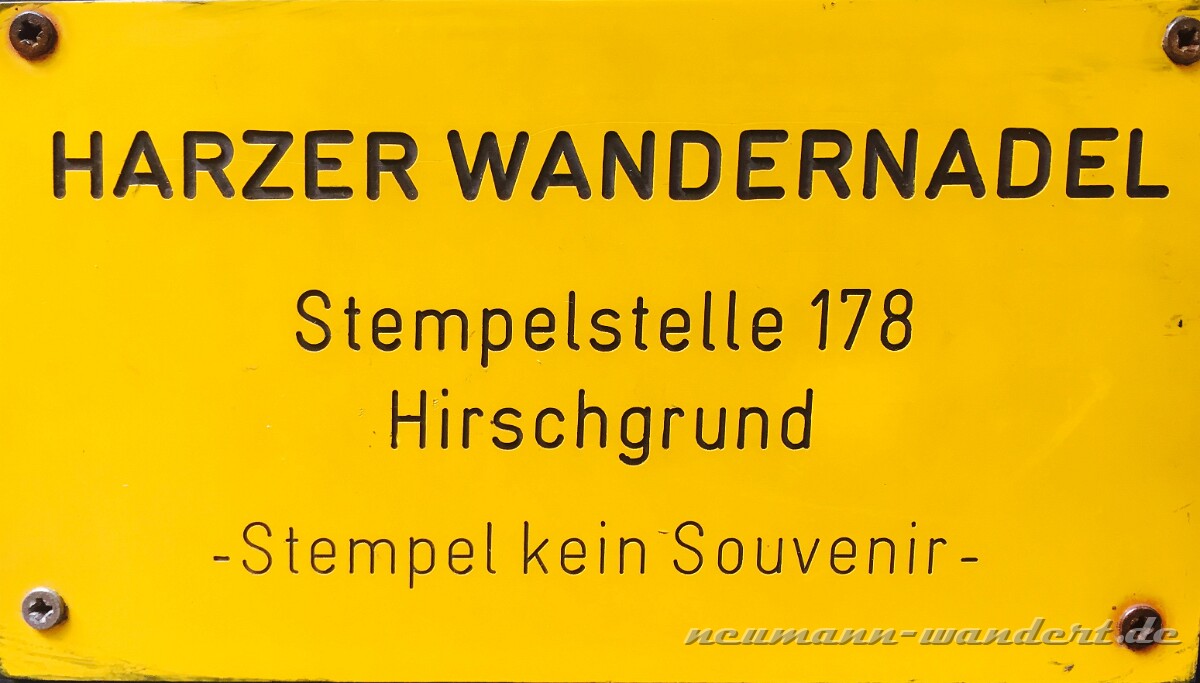 HARZER WANDERNADEL
Stempelstelle 178
Hirschgrund
-Stempel kein Souvenir-
neumann-wandert.de